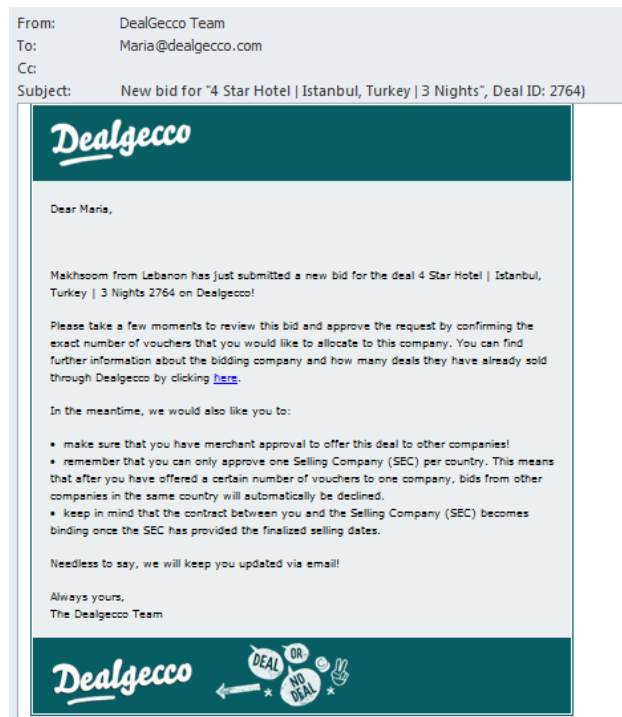 From: DealGecco Team
To: Maria@dealgecco.com
Cc:
Subject: New bid for "4 Star Hotel | Istanbul, Turkey | 3 Nights", Deal ID: 2764)
Dealgecco
Dear Maria,
Makhsoom from Lebanon has just submitted a new bid for the deal 4 Star Hotel | Istanbul,
Turkey | 3 Nights 2764 on Dealgecco!
Please take a few moments to review this bid and approve the request by confirming the
exact number of vouchers that you would like to allocate to this company. You can find
further information about the bidding company and how many deals they have already sold
through Dealgecco by clicking here.
In the meantime, we would also like you to:
• make sure that you have merchant approval to offer this deal to other companies!
• remember that you can only approve one Selling Company (SEC) per country. This means
that after you have offered a certain number of vouchers to one company, bids from other
companies in the same country will automatically be declined.
• keep in mind that the contract between you and the Selling Company (SEC) becomes
binding once the SEC has provided the finalized selling dates.
Needless to say, we will keep you updated via email!
Always yours,
The Dealgecco Team
Dealgecco
DEAL OR
NO
DEAL